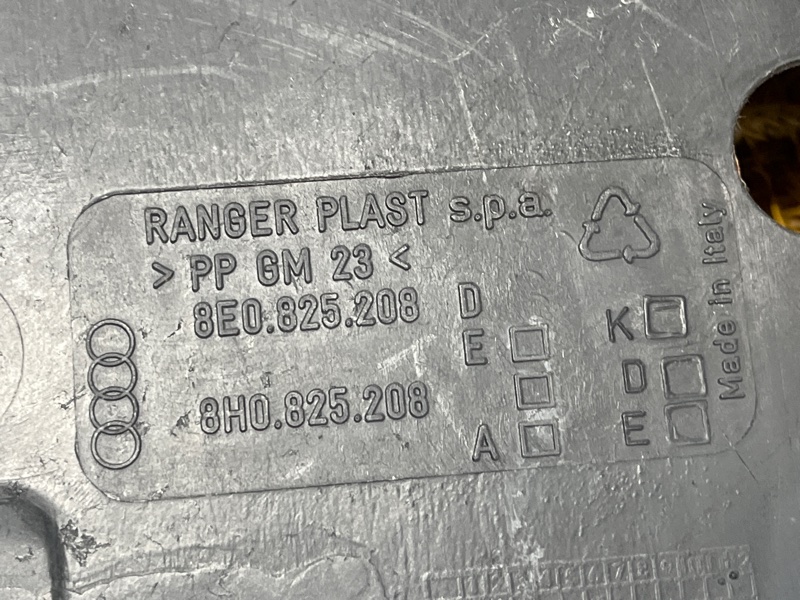 RANGER PLAST s.p.a.
> PP GM 23 <
8E0.825.208 D
E
K
8H0.825.208
D
A
E
Made in Italy